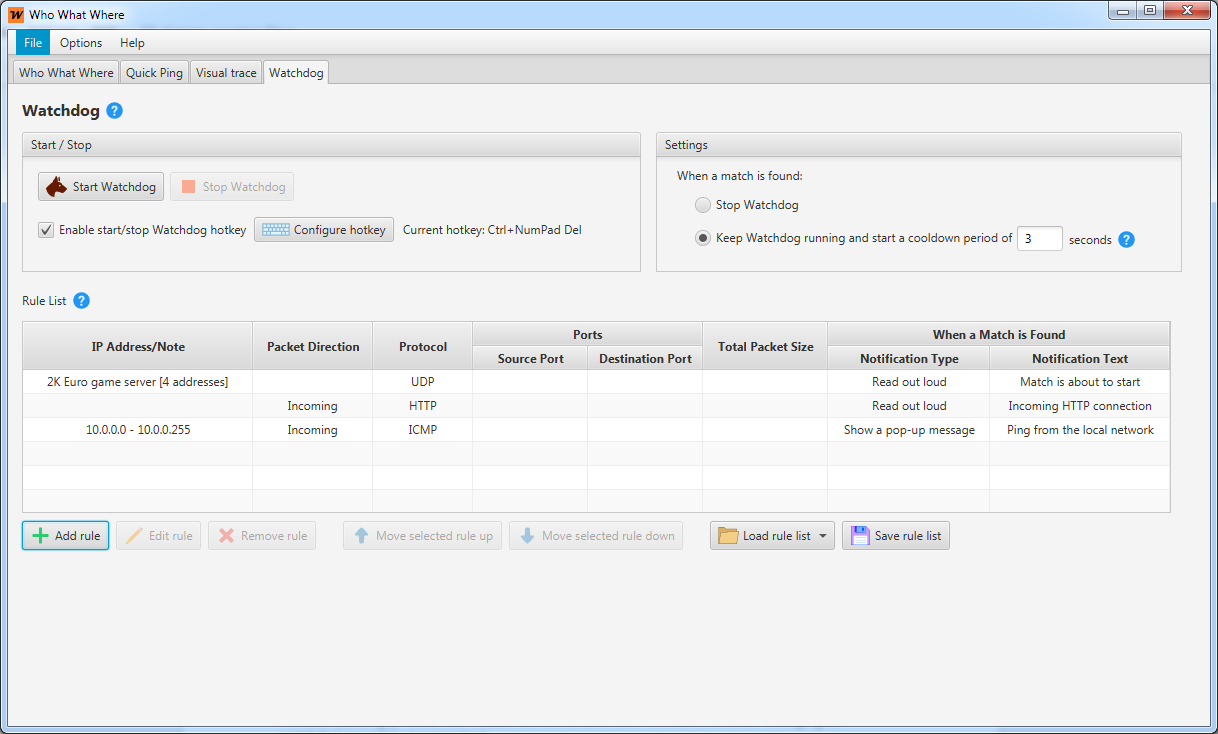 W Who What Where
File Options Help
Who What Where Quick Ping Visual trace Watchdog
Watchdog ?
Start / Stop
Start Watchdog Stop Watchdog
Enable start/stop Watchdog hotkey Configure hotkey Current hotkey: Ctrl+NumPad Del
Settings
When a match is found:
Stop Watchdog
Keep Watchdog running and start a cooldown period of 3 seconds ?
Rule List ?
IP Address/Note Packet Direction Protocol Ports Total Packet Size When a Match is Found
Source Port Destination Port Notification Type Notification Text
2K Euro game server [4 addresses] UDP Read out loud Match is about to start
Incoming HTTP Read out loud Incoming HTTP connection
10.0.0.0 - 10.0.0.255 Incoming ICMP Show a pop-up message Ping from the local network
Add rule Edit rule Remove rule Move selected rule up Move selected rule down Load rule list Save rule list